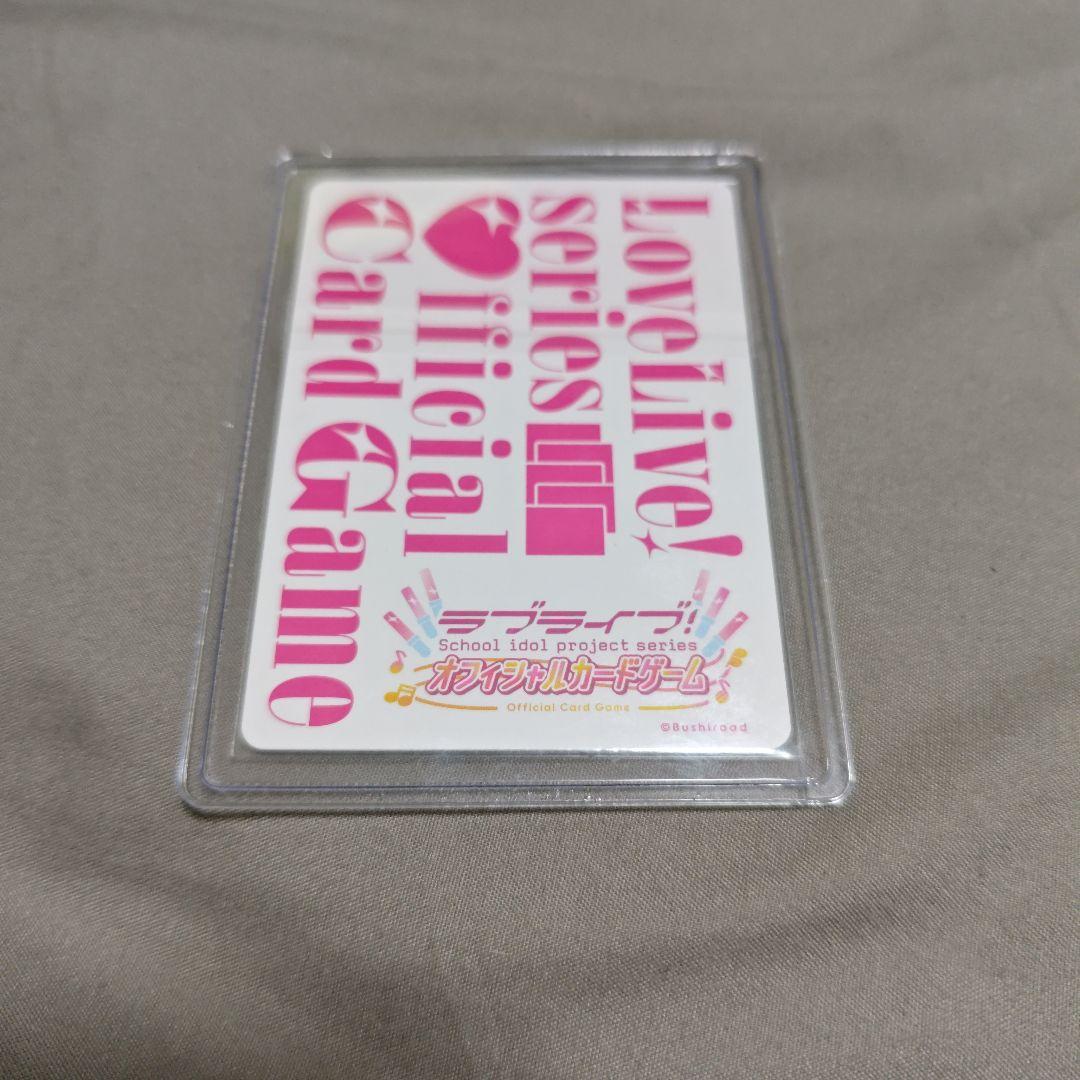 LoveLive!
series
Official
Card Game
ラブライブ!
School idol project series
オフィシャルカードゲーム
Official Card Game
©Bushiroad